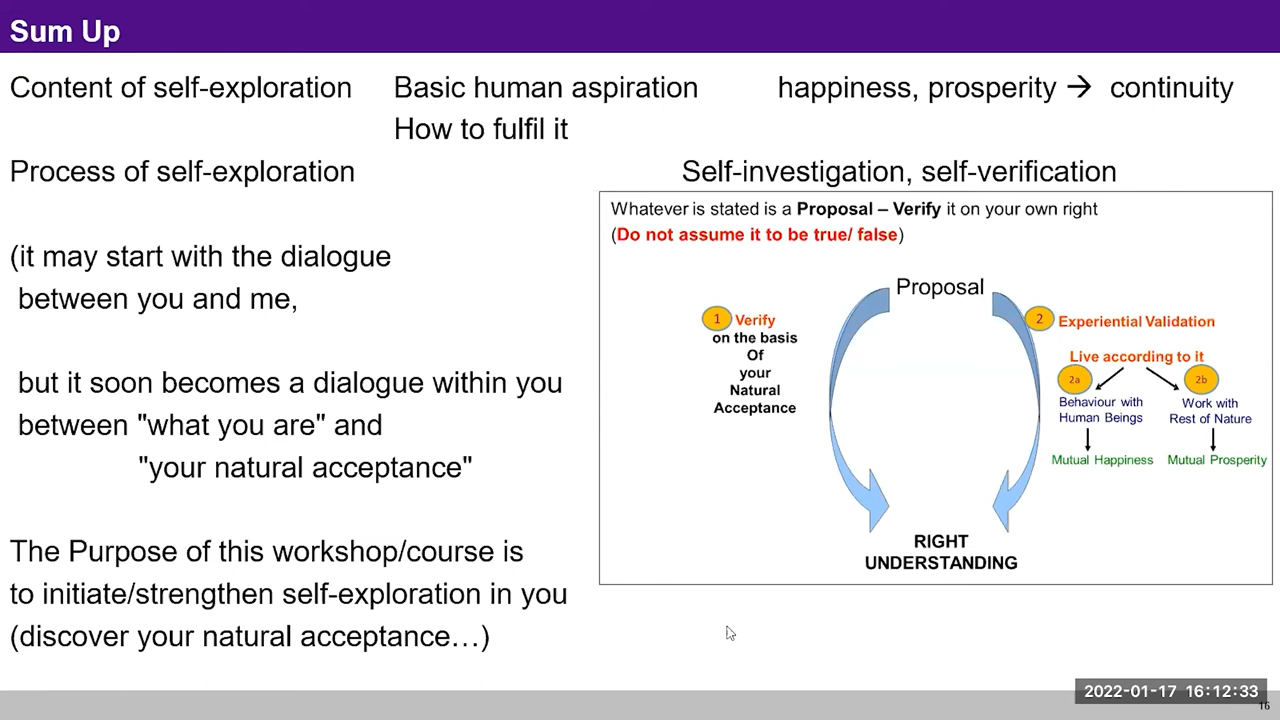 Sum Up
Content of self-exploration Basic human aspiration happiness, prosperity → continuity
How to fulfil it
Process of self-exploration Self-investigation, self-verification
(it may start with the dialogue
between you and me,
but it soon becomes a dialogue within you
between "what you are" and
"your natural acceptance"
The Purpose of this workshop/course is
to initiate/strengthen self-exploration in you
(discover your natural acceptance…)
Whatever is stated is a Proposal – Verify it on your own right
(Do not assume it to be true/ false)
Proposal
1 Verify
on the basis
Of
your
Natural
Acceptance
2 Experiential Validation
Live according to it
2a
Behaviour with
Human Beings
Mutual Happiness
2b
Work with
Rest of Nature
Mutual Prosperity
RIGHT
UNDERSTANDING
2022-01-17 16:12:33
16